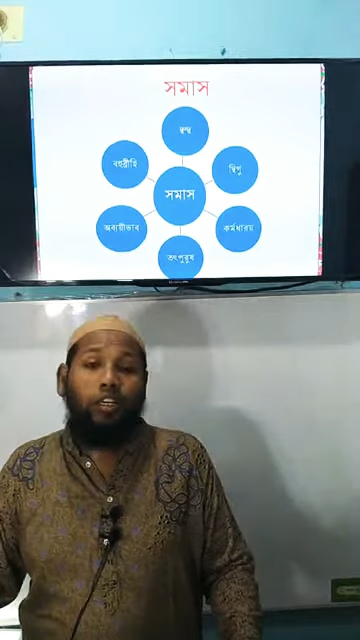 সমাস
দ্বন্দ্ব
দ্বিগু
কর্মধারয়
তৎপুরুষ
অব্যয়ীভাব
বহুব্রীহি
সমাস